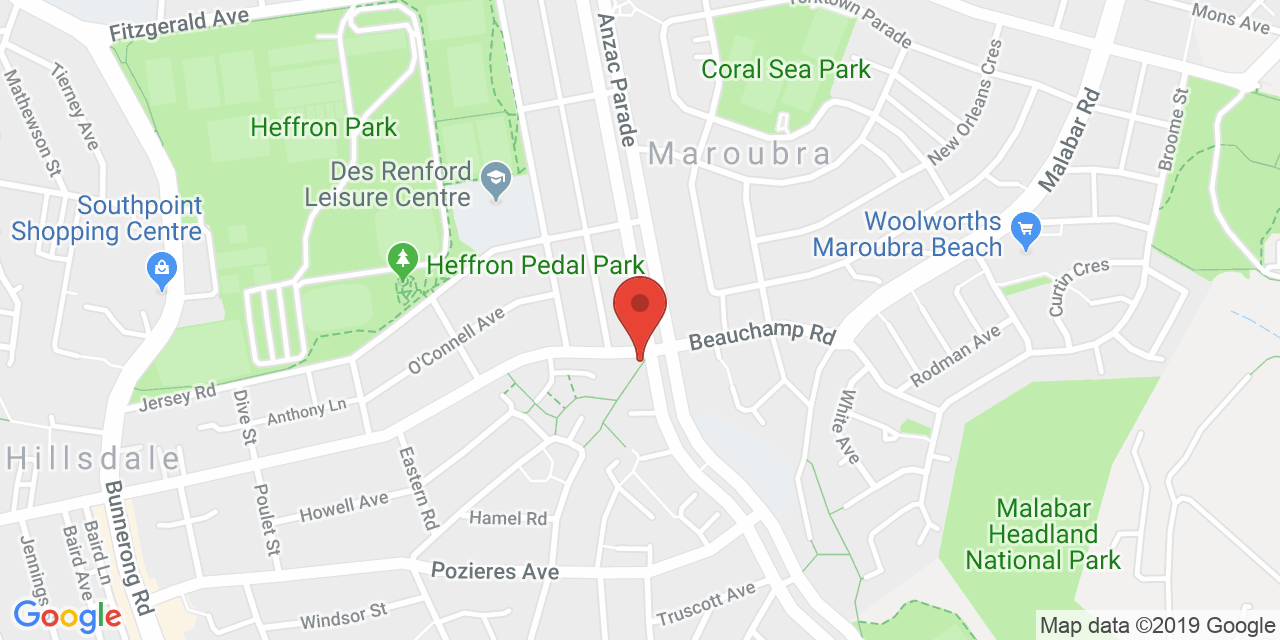 Fitzgerald Ave
Mons Ave
Yorktown Parade
Anzac Parade
Coral Sea Park
Tierney Ave
Mathewson St
New Orleans Cres
Malabar Rd
Broome St
Heffron Park
Maroubra
Des Renford
Leisure Centre
Southpoint
Shopping Centre
Woolworths
Maroubra Beach
Heffron Pedal Park
Curtin Cres
O'Connell Ave
Beauchamp Rd
Rodman Ave
Jersey Rd
Anthony Ln
Dive St
White Ave
Hillsdale
Eastern Rd
Bunnerong Rd
Poulet St
Howell Ave
Hamel Rd
Malabar
Headland
National Park
Baird Ln
Baird Ave
Jennings
Pozieres Ave
Windsor St
Truscott Ave
Google
Map data ©2019 Google